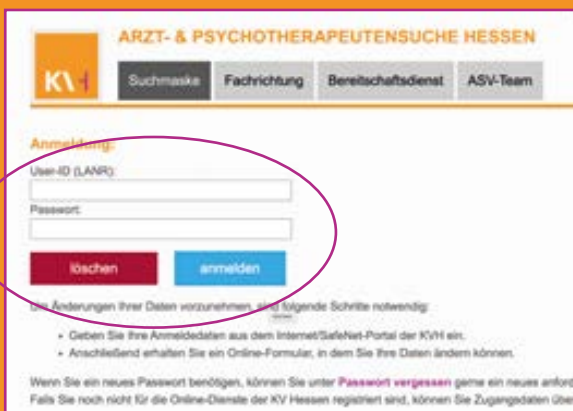 ARZT- & PSYCHOTHERAPEUTENSUCHE HESSEN
KVH
Suchmaske Fachrichtung Bereitschaftsdienst ASV-Team
Anmeldung:
User-ID (LANR):
Passwort:
löschen anmelden
Um Änderungen Ihrer Daten vorzunehmen, sind folgende Schritte notwendig:
• Geben Sie Ihre Anmeldedaten aus dem Internet/SafeNet-Portal der KVH ein.
• Anschließend erhalten Sie ein Online-Formular, in dem Sie Ihre Daten ändern können.
Wenn Sie ein neues Passwort benötigen, können Sie unter Passwort vergessen gerne ein neues anford
Falls Sie noch nicht für die Online-Dienste der KV Hessen registriert sind, können Sie Zugangsdaten über